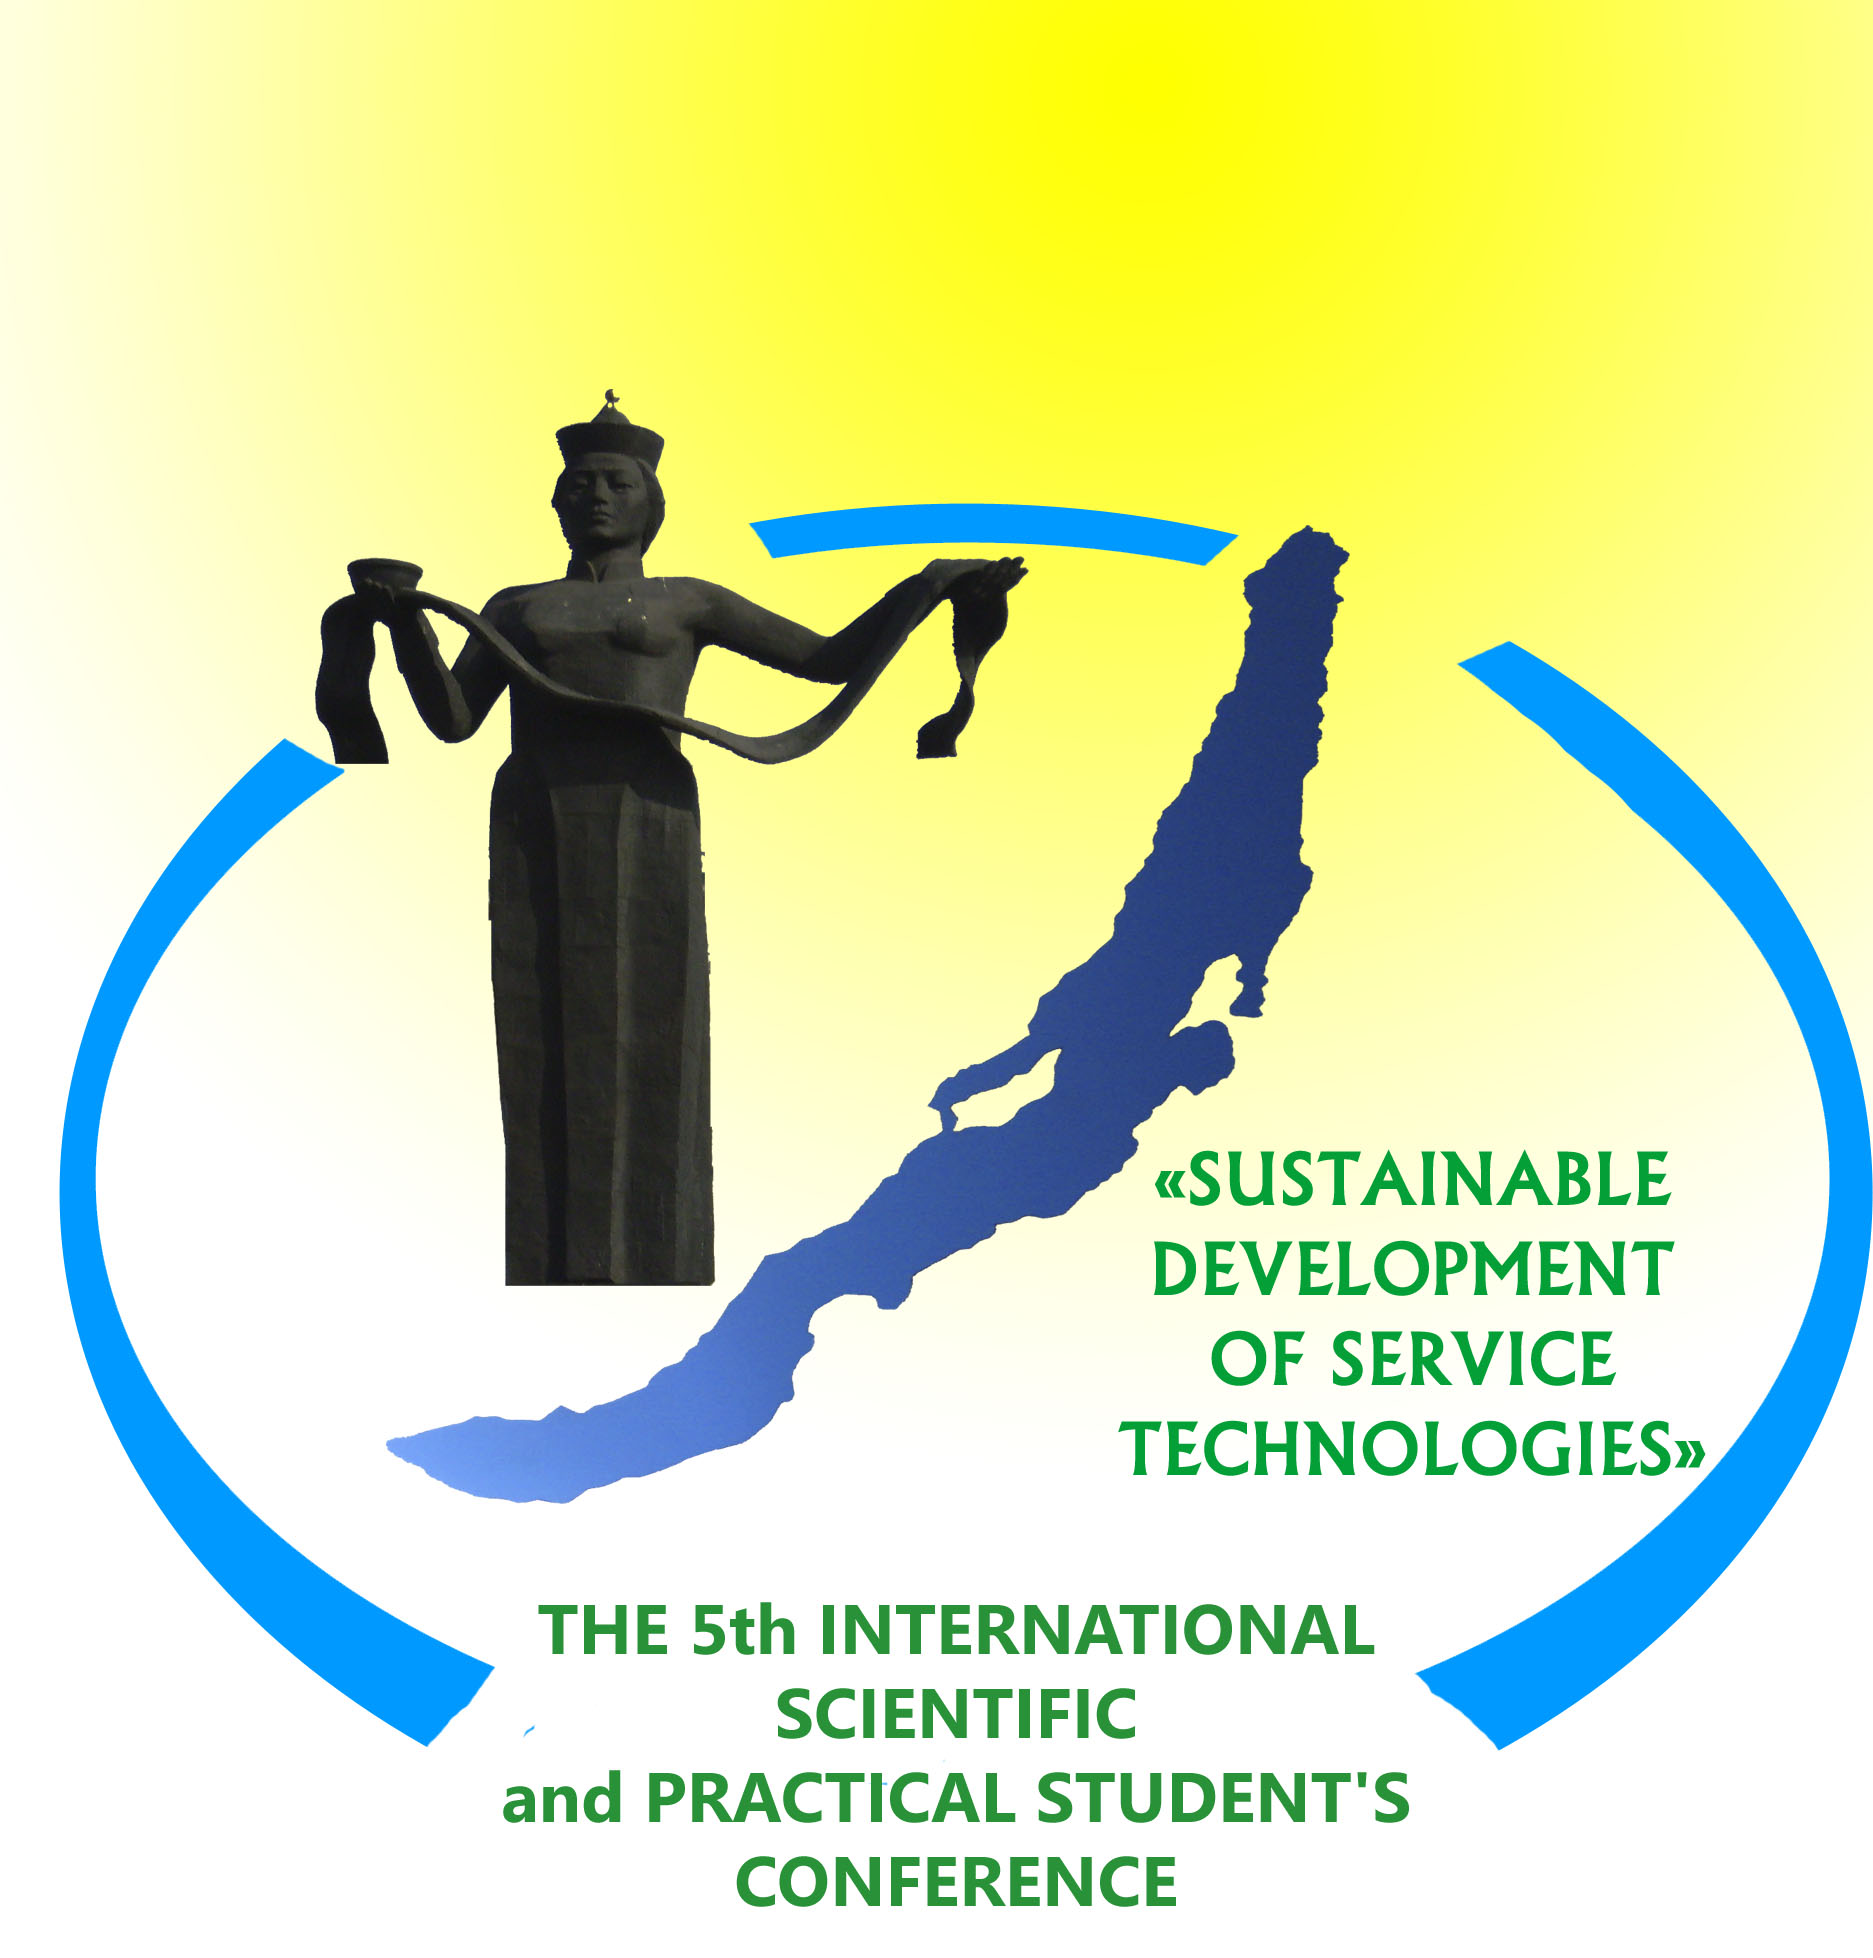 «SUSTAINABLE
DEVELOPMENT
OF SERVICE
TECHNOLOGIES»
THE 5th INTERNATIONAL
SCIENTIFIC
and PRACTICAL STUDENT'S
CONFERENCE